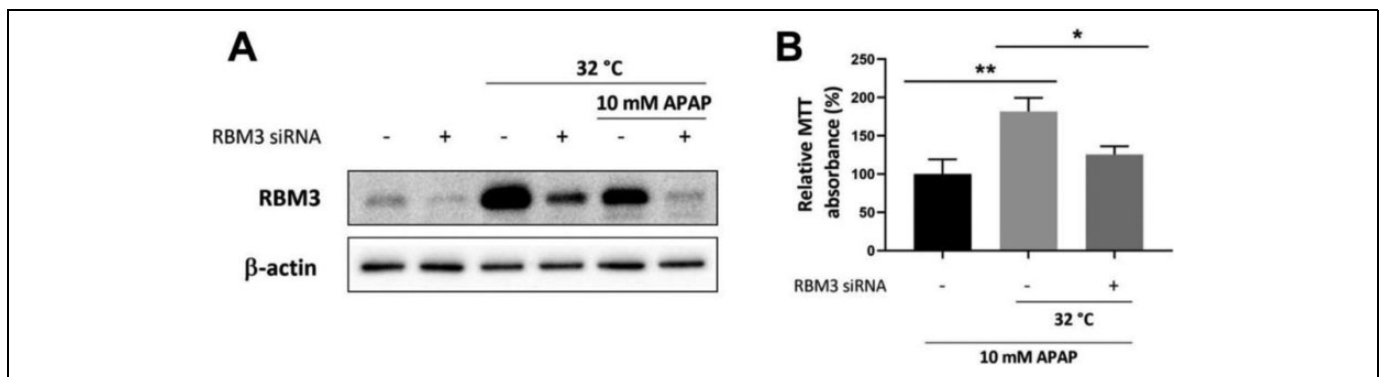 A
32 °C
10 mM APAP
RBM3 siRNA - + - + - +
RBM3
β-actin
B
*
**
250
200
150
100
50
0
Relative MTT
absorbance (%)
RBM3 siRNA - - +
32 °C
10 mM APAP